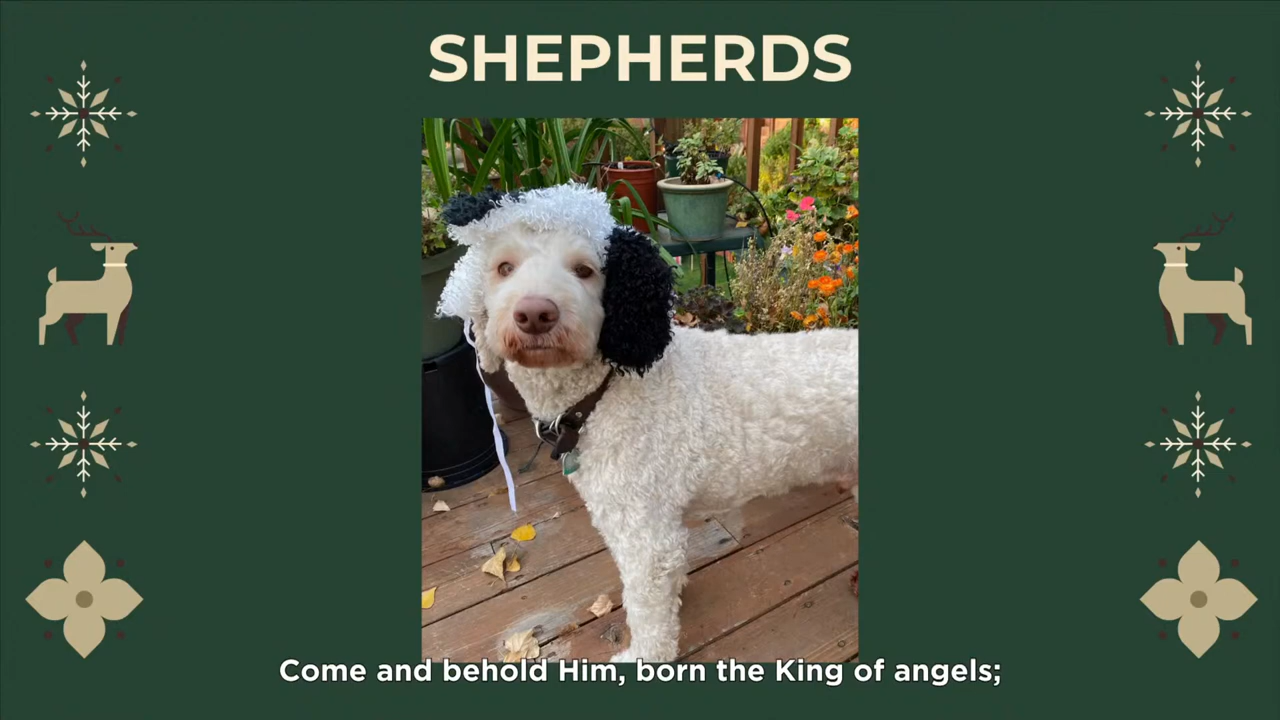 SHEPHERDS
Come and behold Him, born the King of angels;